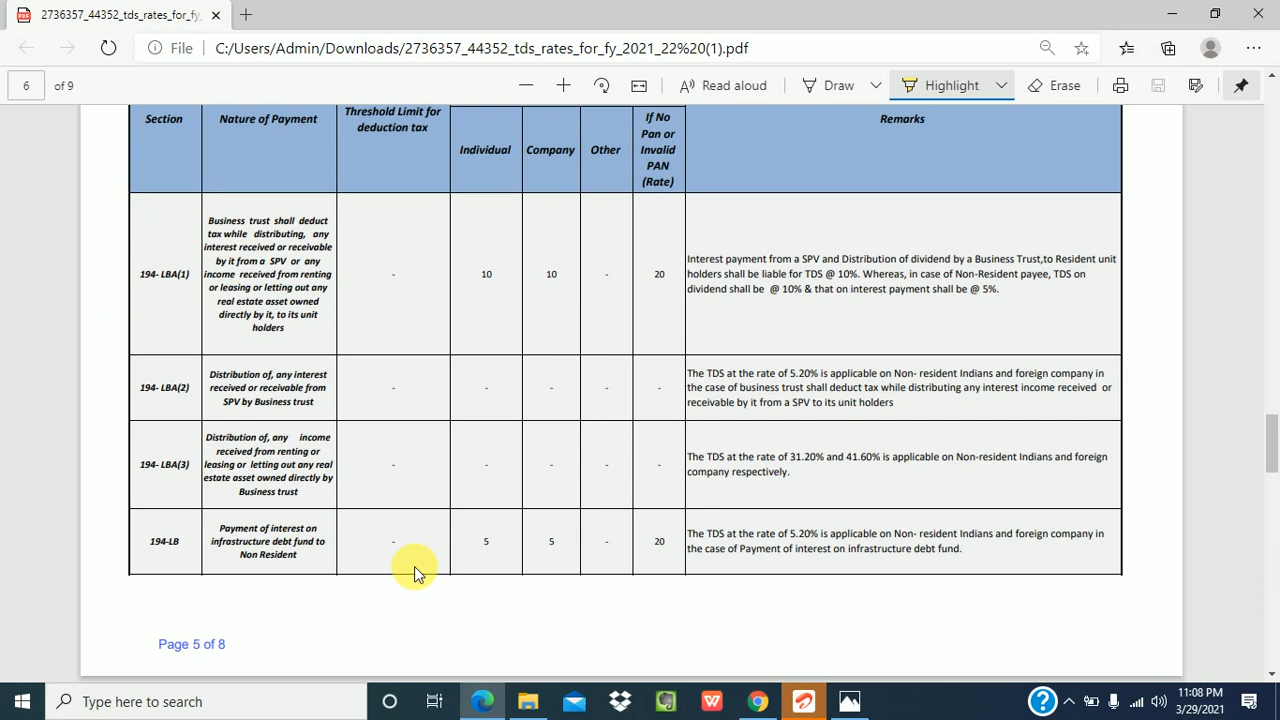 2736357_44352_tds_rates_for_fy_
File
C:/Users/Admin/Downloads/2736357_44352_tds_rates_for_fy_2021_22%20(1).pdf
6
of 9
Read aloud
Draw
Highlight
Erase
Section
Nature of Payment
Threshold Limit for
deduction tax
Individual
Company
Other
If No
Pan or
Invalid
PAN
(Rate)
Remarks
194- LBA(1)
Business trust shall deduct
tax while distributing, any
interest received or receivable
by it from a SPV or any
income received from renting
or leasing or letting out any
real estate asset owned
directly by it, to its unit
holders
-
10
10
-
20
Interest payment from a SPV and Distribution of dividend by a Business Trust,to Resident unit
holders shall be liable for TDS @ 10%. Whereas, in case of Non-Resident payee, TDS on
dividend shall be @ 10% & that on interest payment shall be @ 5%.
194- LBA(2)
Distribution of, any interest
received or receivable from
SPV by Business trust
-
-
-
-
-
The TDS at the rate of 5.20% is applicable on Non- resident Indians and foreign company in
the case of business trust shall deduct tax while distributing any interest income received or
receivable by it from a SPV to its unit holders
194- LBA(3)
Distribution of, any income
received from renting or
leasing or letting out any real
estate asset owned directly by
Business trust
-
-
-
-
-
The TDS at the rate of 31.20% and 41.60% is applicable on Non-resident Indians and foreign
company respectively.
194-LB
Payment of interest on
infrastructure debt fund to
Non Resident
-
5
5
-
20
The TDS at the rate of 5.20% is applicable on Non- resident Indians and foreign company in
the case of Payment of interest on infrastructure debt fund.
Page 5 of 8
Type here to search
11:08 PM
3/29/2021